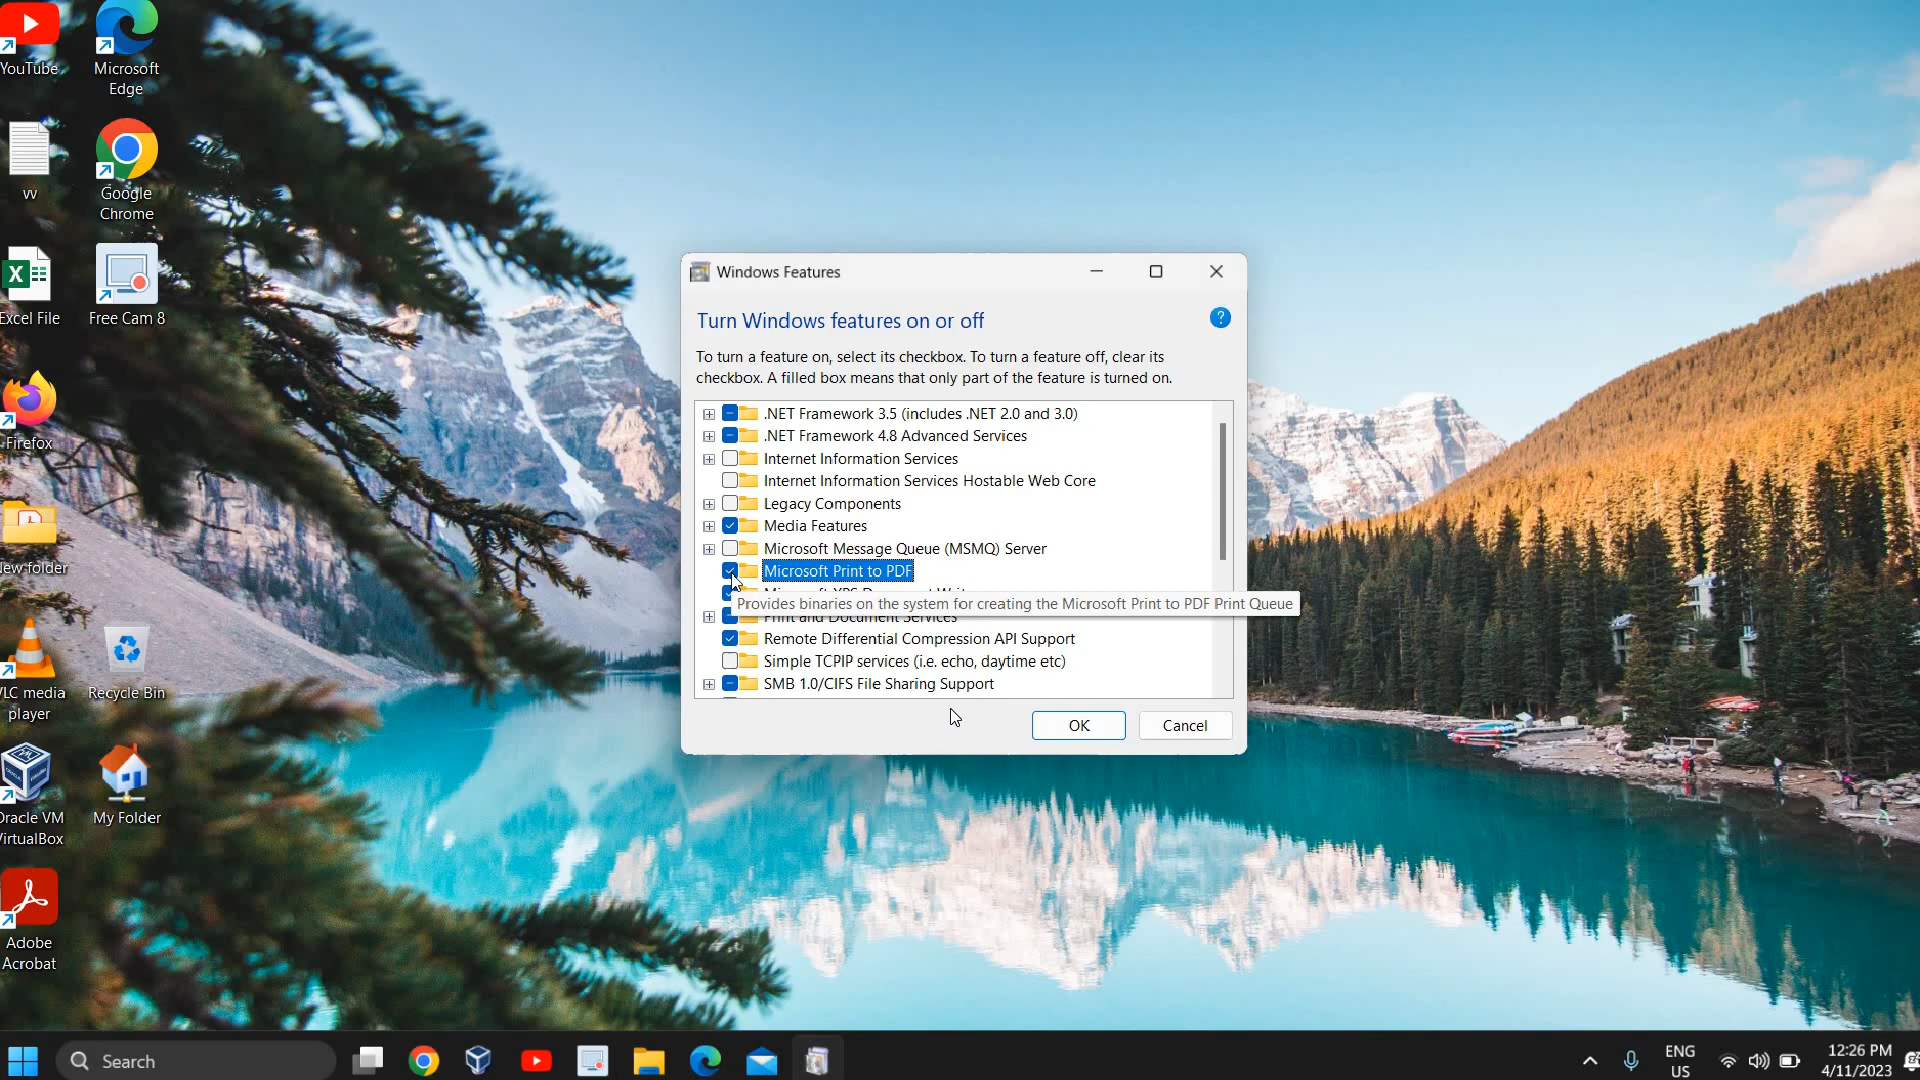 YouTube
Microsoft
Edge
vv
Google
Chrome
Excel File
Free Cam 8
Firefox
New folder
VLC media
player
Recycle Bin
Oracle VM
VirtualBox
My Folder
Adobe
Acrobat
Windows Features
Turn Windows features on or off
To turn a feature on, select its checkbox. To turn a feature off, clear its
checkbox. A filled box means that only part of the feature is turned on.
.NET Framework 3.5 (includes .NET 2.0 and 3.0)
.NET Framework 4.8 Advanced Services
Internet Information Services
Internet Information Services Hostable Web Core
Legacy Components
Media Features
Microsoft Message Queue (MSMQ) Server
Microsoft Print to PDF
Provides binaries on the system for creating the Microsoft Print to PDF Print Queue
Print and Document Services
Remote Differential Compression API Support
Simple TCPIP services (i.e. echo, daytime etc)
SMB 1.0/CIFS File Sharing Support
OK
Cancel
Search
ENG
US
12:26 PM
4/11/2023